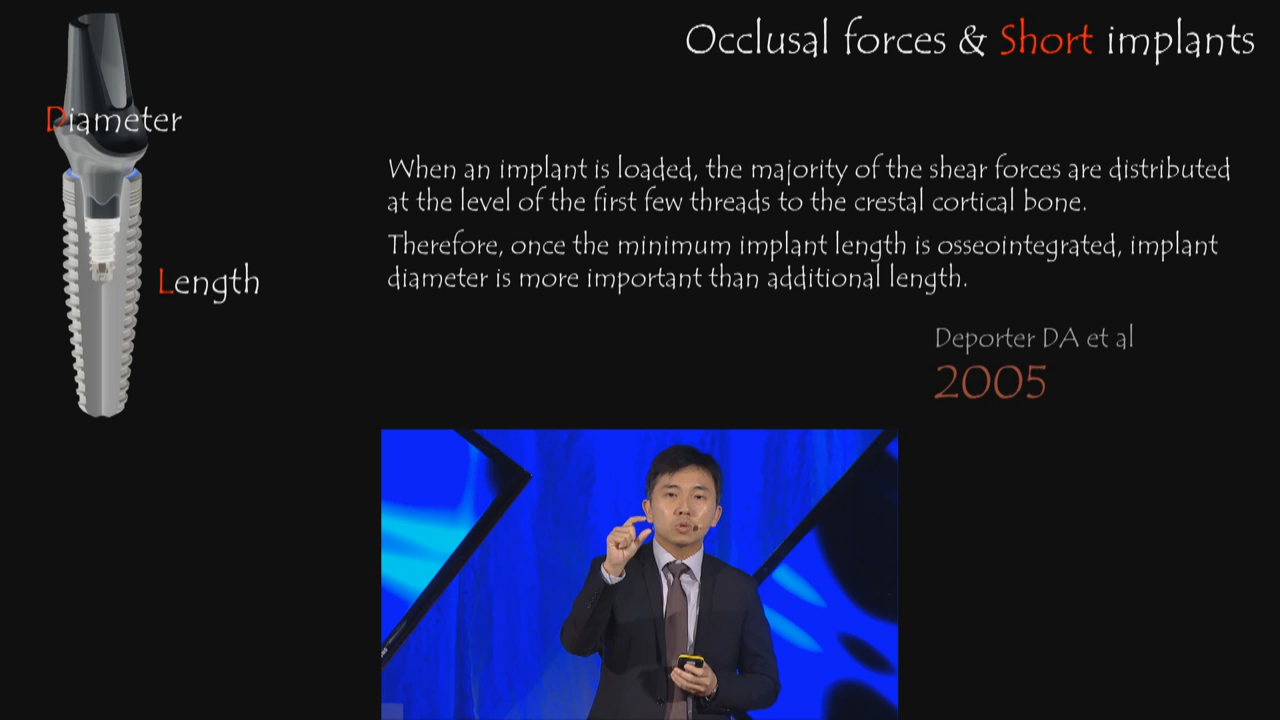 Occlusal forces & Short implants
Diameter
When an implant is loaded, the majority of the shear forces are distributed
at the level of the first few threads to the crestal cortical bone.
Therefore, once the minimum implant length is osseointegrated, implant
diameter is more important than additional length.
Length
Deporter DA et al
2005